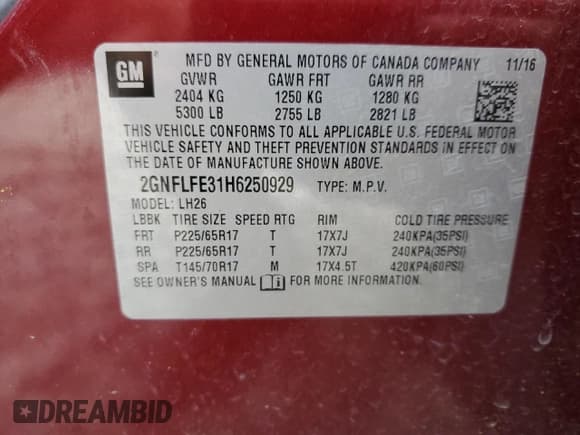 GM
MFD BY GENERAL MOTORS OF CANADA COMPANY 11/16
GVWR GAWR FRT GAWR RR
2404 KG 1250 KG 1280 KG
5300 LB 2755 LB 2821 LB
THIS VEHICLE CONFORMS TO ALL APPLICABLE U.S. FEDERAL MOTOR
VEHICLE SAFETY AND THEFT PREVENTION STANDARDS IN EFFECT ON THE
DATE OF MANUFACTURE SHOWN ABOVE.
2GNFLFE31H6250929 TYPE: M.P.V.
MODEL: LH26
LBBK TIRE SIZE SPEED RTG RIM COLD TIRE PRESSURE
FRT P225/65R17 T 17X7J 240KPA(35PSI)
RR P225/65R17 T 17X7J 240KPA(35PSI)
SPA T145/70R17 M 17X4.5T 420KPA(60PSI)
SEE OWNER'S MANUAL FOR MORE INFORMATION.
DREAMBID